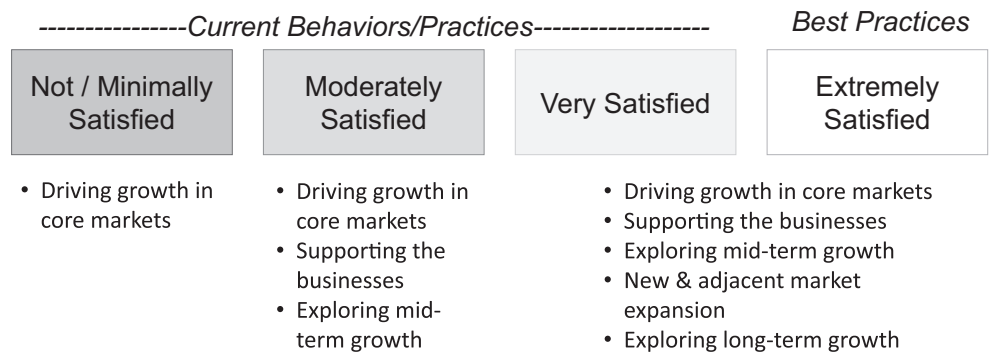 ----------------Current Behaviors/Practices-------------------
Best Practices
Not / Minimally
Satisfied
Moderately
Satisfied
Very Satisfied
Extremely
Satisfied
• Driving growth in
core markets
• Driving growth in
core markets
• Supporting the
businesses
• Exploring mid-
term growth
• Driving growth in core markets
• Supporting the businesses
• Exploring mid-term growth
• New & adjacent market
expansion
• Exploring long-term growth